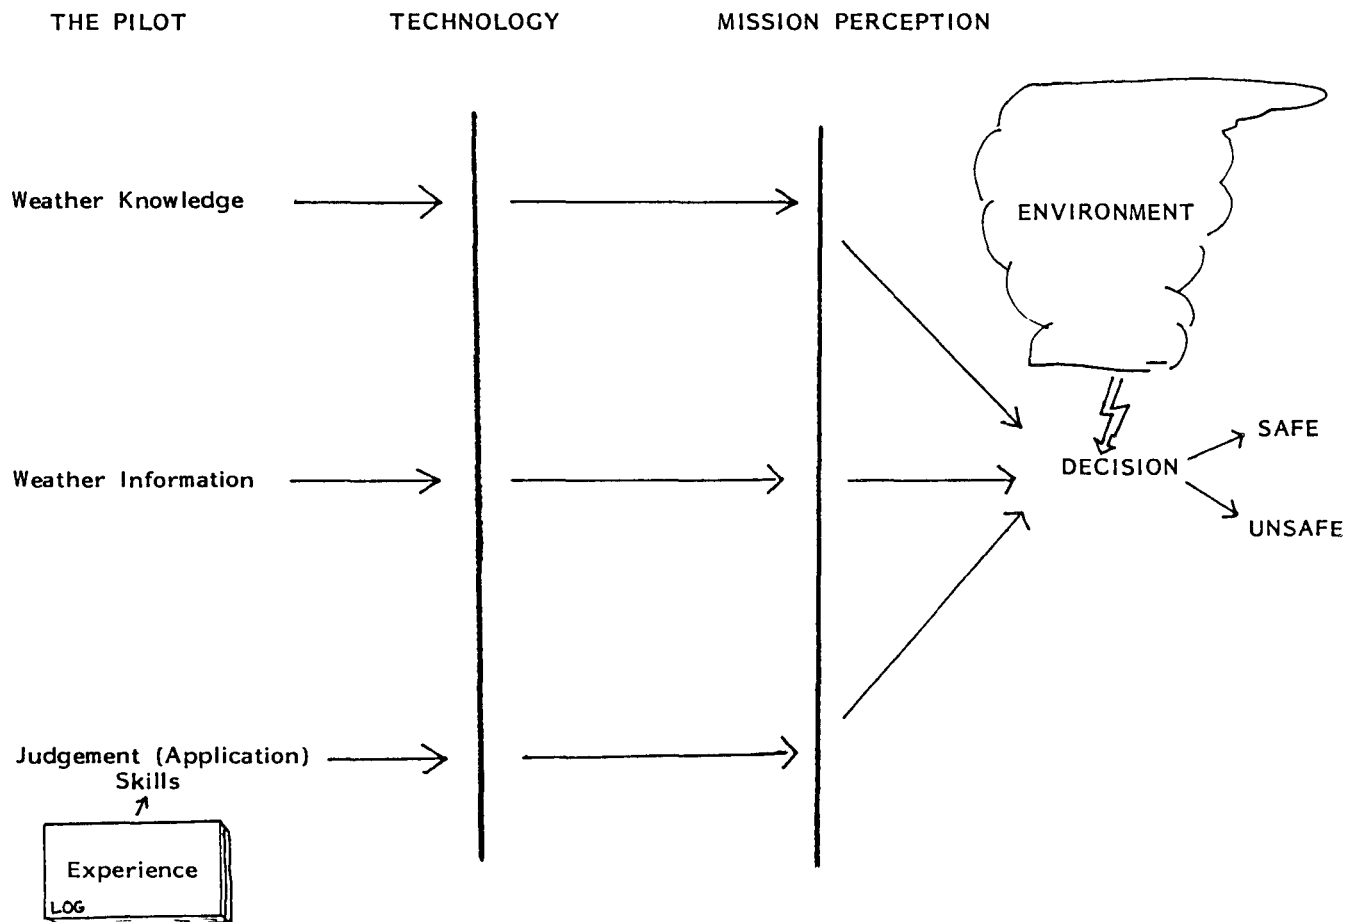 THE PILOT
TECHNOLOGY
MISSION PERCEPTION
Weather Knowledge
ENVIRONMENT
SAFE
DECISION
Weather Information
UNSAFE
Judgement (Application)
Skills
Experience
LOG